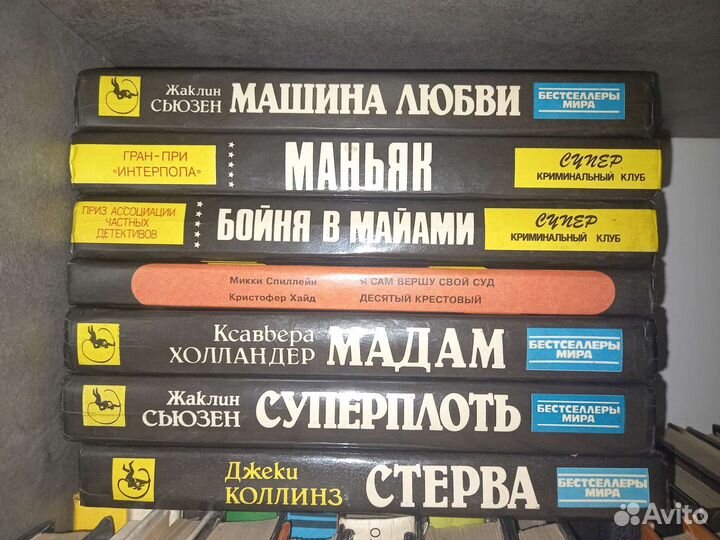 Жаклин
СЬЮЗЕН
МАШИНА ЛЮБВИ
БЕСТСЕЛЛЕРЫ
МИРА
ГРАН-ПРИ
«ИНТЕРПОЛА»
МАНЬЯК
СУПЕР
КРИМИНАЛЬНЫЙ КЛУБ
ПРИЗ АССОЦИАЦИИ
ЧАСТНЫХ
ДЕТЕКТИВОВ
БОЙНЯ В МАЙАМИ
СУПЕР
КРИМИНАЛЬНЫЙ КЛУБ
Микки Спиллейн Я САМ ВЕРШУ СВОЙ СУД
Кристофер Хайд ДЕСЯТЫЙ КРЕСТОВЫЙ
Ксавьера
ХОЛЛАНДЕР
МАДАМ
БЕСТСЕЛЛЕРЫ
МИРА
Жаклин
СЬЮЗЕН
СУПЕРПЛОТЬ
БЕСТСЕЛЛЕРЫ
МИРА
Джеки
КОЛЛИНЗ
СТЕРВА
БЕСТСЕЛЛЕРЫ
МИРА
Avito